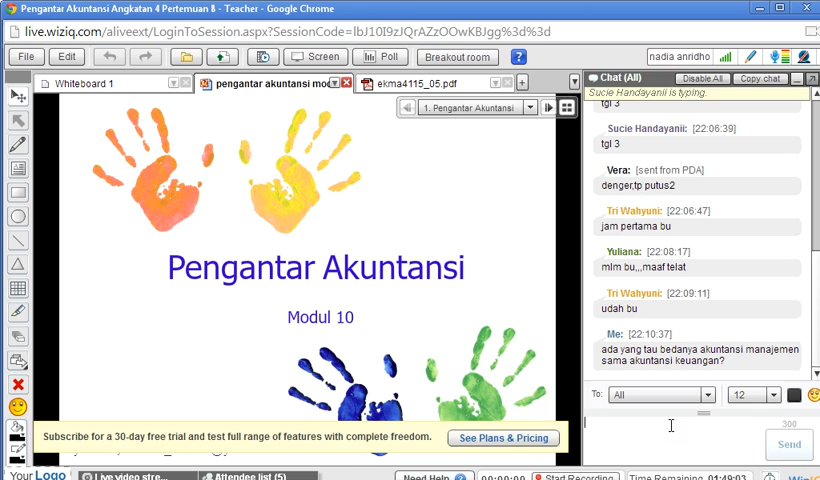 Pengantar Akuntansi Angkatan 4 Pertemuan 8 - Teacher - Google Chrome
live.wiziq.com/aliveext/LoginToSession.aspx?SessionCode=IbJ10I9zJQrAZzOOwKBJgg%3d%3d
File Edit Screen Poll Breakout room ? nadia anridho
Whiteboard 1 pengantar akuntansi mo ekma4115_05.pdf
1. Pengantar Akuntansi
Pengantar Akuntansi
Modul 10
Subscribe for a 30-day free trial and test full range of features with complete freedom. See Plans & Pricing
Chat (All) Disable All Copy chat
Sucie Handayanii is typing.
tgl 3
Sucie Handayanii: [22:06:39]
tgl 3
Vera: [sent from PDA]
denger,tp putus2
Tri Wahyuni: [22:06:47]
jam pertama bu
Yuliana: [22:08:17]
mlm bu,,,maaf telat
Tri Wahyuni: [22:09:11]
udah bu
Me: [22:10:37]
ada yang tau bedanya akuntansi manajemen
sama akuntansi keuangan?
To: All 12
300
Send
Your Logo Live video stre... Attendee list (5) Need Help ? 00:00:00 Start Recording Time Remaining 01:49:03